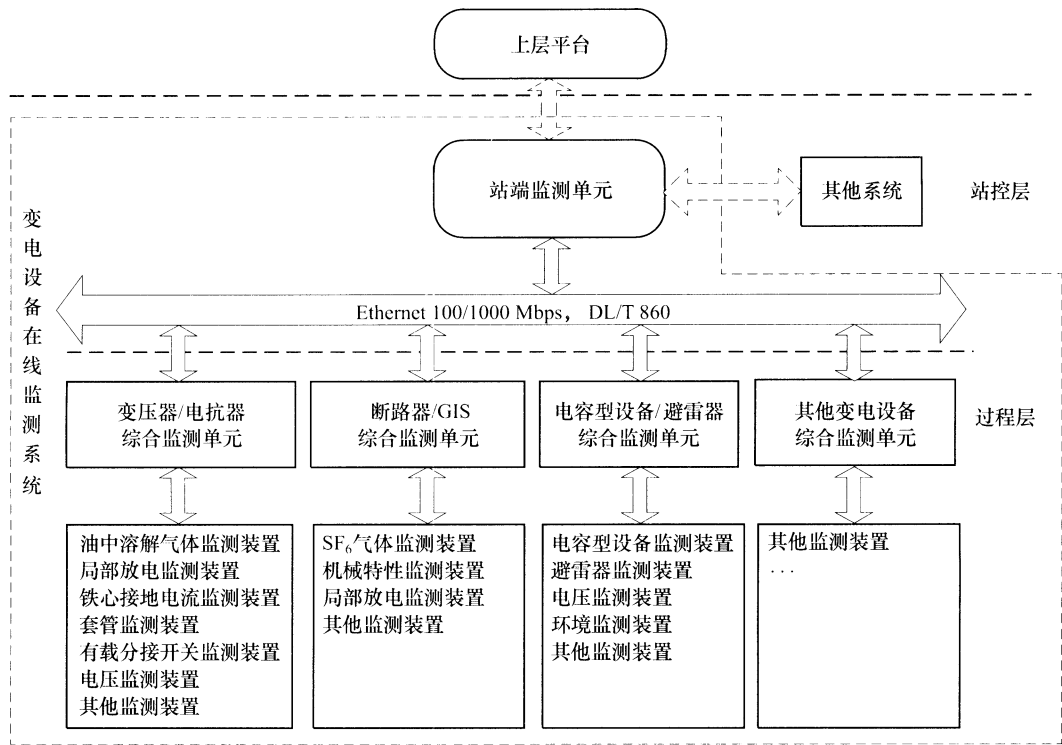 上层平台
站端监测单元
其他系统
站控层
变电设备在线监测系统
Ethernet 100/1000 Mbps， DL/T 860
变压器/电抗器
综合监测单元
断路器/GIS
综合监测单元
电容型设备/避雷器
综合监测单元
其他变电设备
综合监测单元
过程层
油中溶解气体监测装置
局部放电监测装置
铁心接地电流监测装置
套管监测装置
有载分接开关监测装置
电压监测装置
其他监测装置
SF₆气体监测装置
机械特性监测装置
局部放电监测装置
其他监测装置
电容型设备监测装置
避雷器监测装置
电压监测装置
环境监测装置
其他监测装置
其他监测装置
...